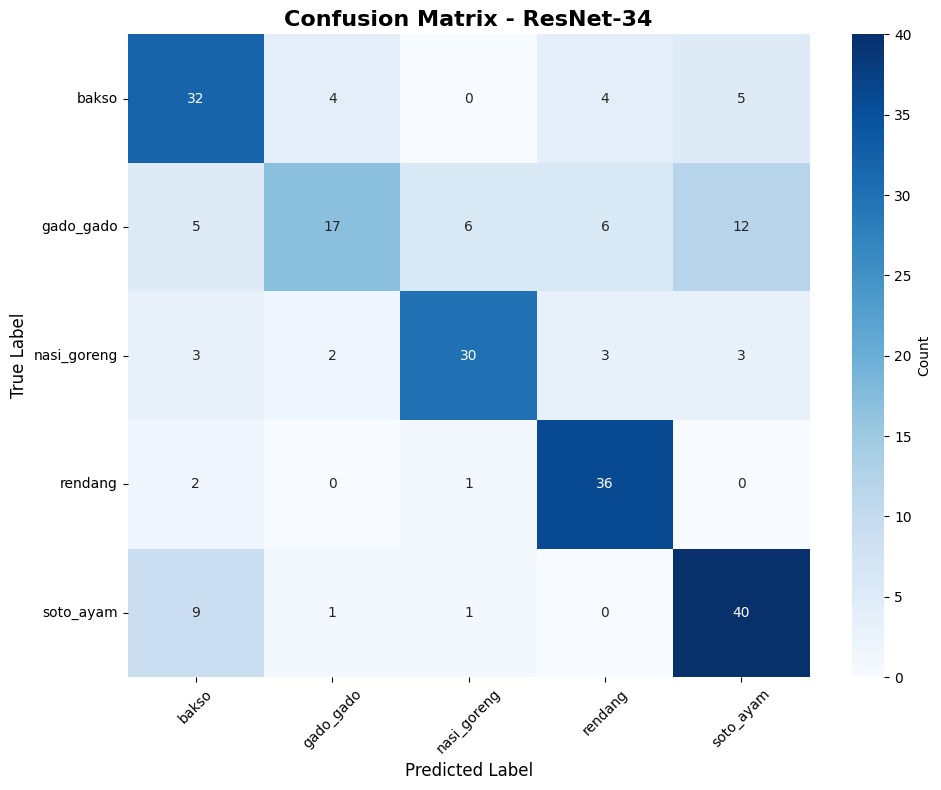 Confusion Matrix - ResNet-34
True Label
bakso 32 4 0 4 5
gado_gado 5 17 6 6 12
nasi_goreng 3 2 30 3 3
rendang 2 0 1 36 0
soto_ayam 9 1 1 0 40
bakso gado_gado nasi_goreng rendang soto_ayam
Predicted Label
40
35
30
25
20
15
10
5
0
Count